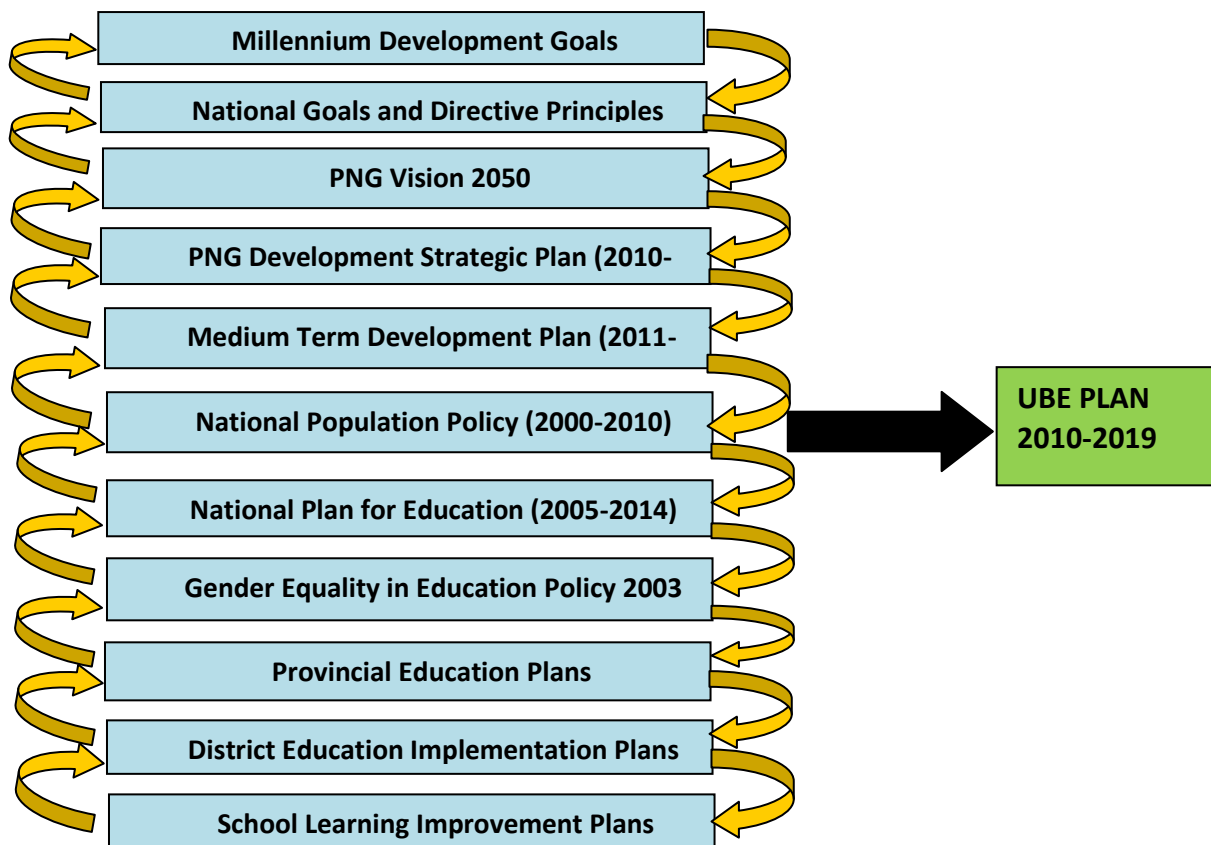 Millennium Development Goals
National Goals and Directive Principles
PNG Vision 2050
PNG Development Strategic Plan (2010-
Medium Term Development Plan (2011-
National Population Policy (2000-2010)
National Plan for Education (2005-2014)
Gender Equality in Education Policy 2003
Provincial Education Plans
District Education Implementation Plans
School Learning Improvement Plans
UBE PLAN
2010-2019